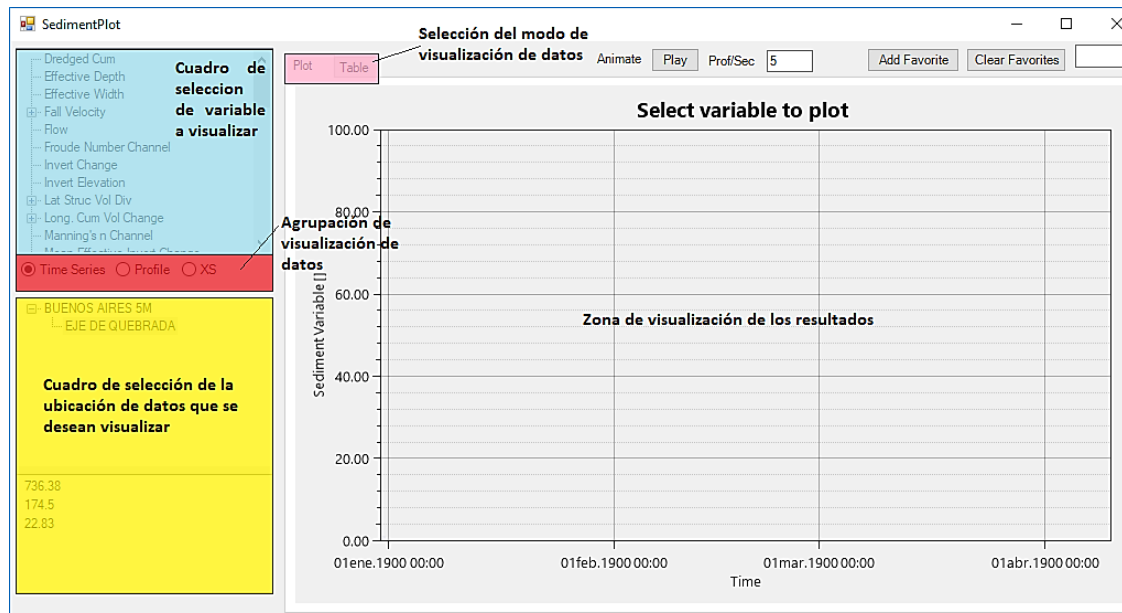 SedimentPlot
Selección del modo de
visualización de datos
Plot
Table
Animate
Play
Prof/Sec
5
Add Favorite
Clear Favorites
Dredged Cum
Effective Depth
Effective Width
Fall Velocity
Flow
Froude Number Channel
Invert Change
Invert Elevation
Lat Struc Vol Div
Long. Cum Vol Change
Manning's n Channel
Mean Effective Invert Change
Cuadro de
seleccion
de variable
a visualizar
Agrupación de
visualización de
datos
Time Series
Profile
XS
BUENOS AIRES 5M
EJE DE QUEBRADA
Cuadro de selección de la
ubicación de datos que se
desean visualizar
736.38
174.5
22.83
Select variable to plot
Sediment Variable []
100.00
80.00
60.00
40.00
20.00
0.00
Zona de visualización de los resultados
01ene.1900 00:00
01feb.1900 00:00
01mar.1900 00:00
01abr.1900 00:00
Time